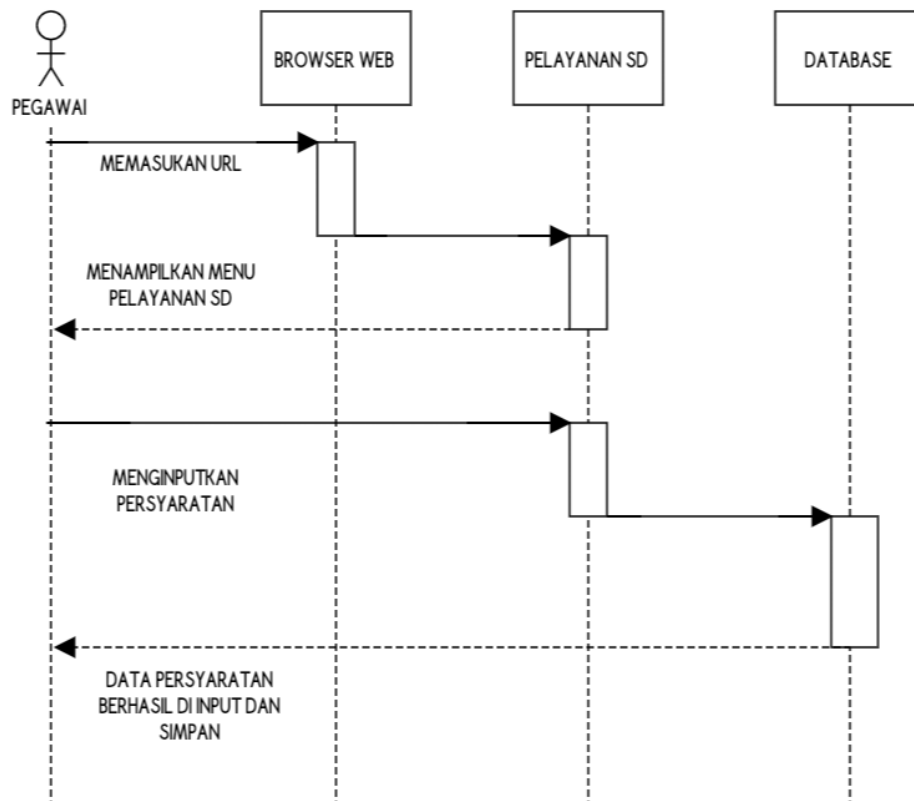 BROWSER WEB
PELAYANAN SD
DATABASE
PEGAWAI
MEMASUKAN URL
MENAMPILKAN MENU
PELAYANAN SD
MENGINPUTKAN
PERSYARATAN
DATA PERSYARATAN
BERHASIL DI INPUT DAN
SIMPAN